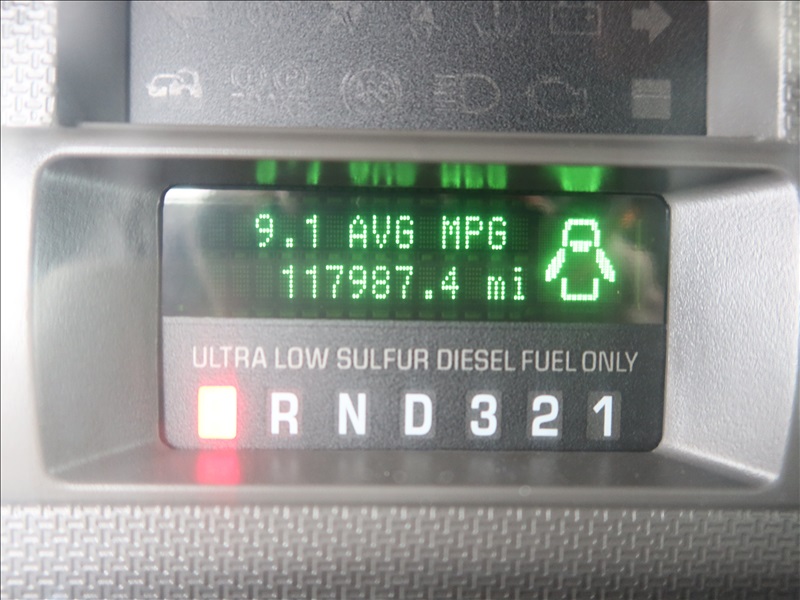 9.1 AVG MPG
117987.4 mi
ULTRA LOW SULFUR DIESEL FUEL ONLY
R N D 3 2 1